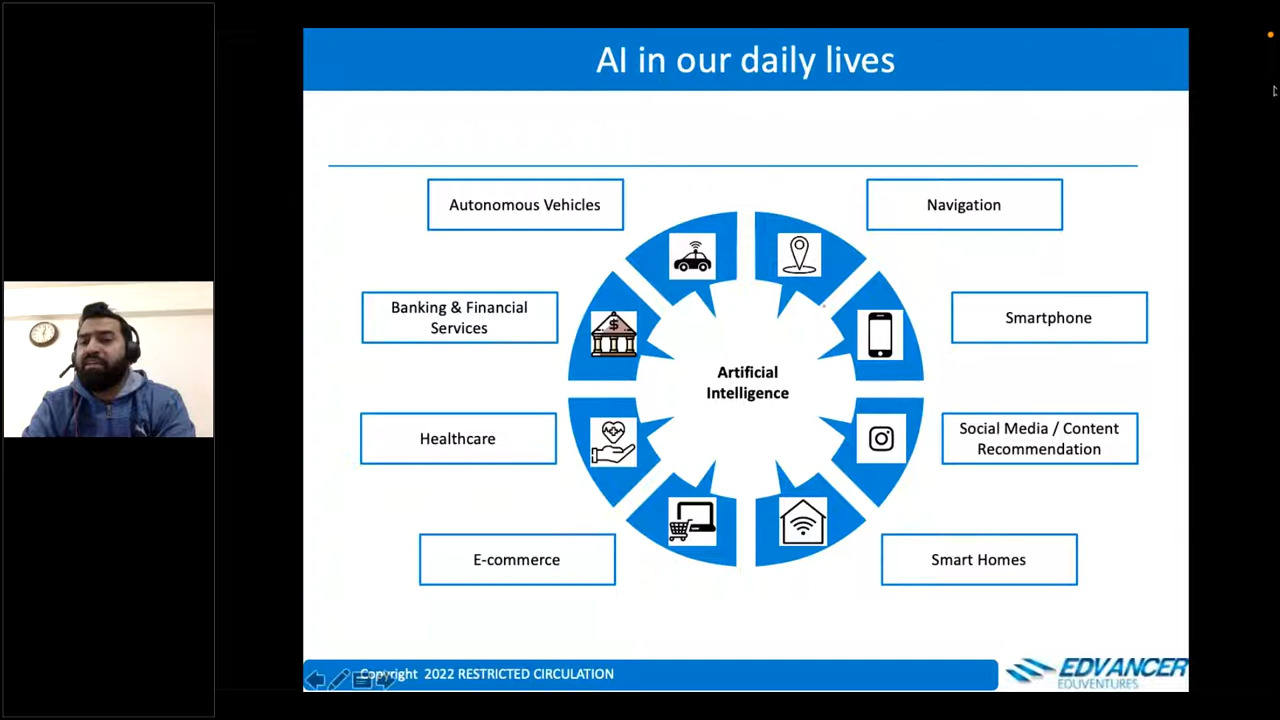 AI in our daily lives
Autonomous Vehicles
Navigation
Banking & Financial
Services
Smartphone
Artificial
Intelligence
Healthcare
Social Media / Content
Recommendation
E-commerce
Smart Homes
Copyright 2022 RESTRICTED CIRCULATION
EDVANCER
EDUVENTURES